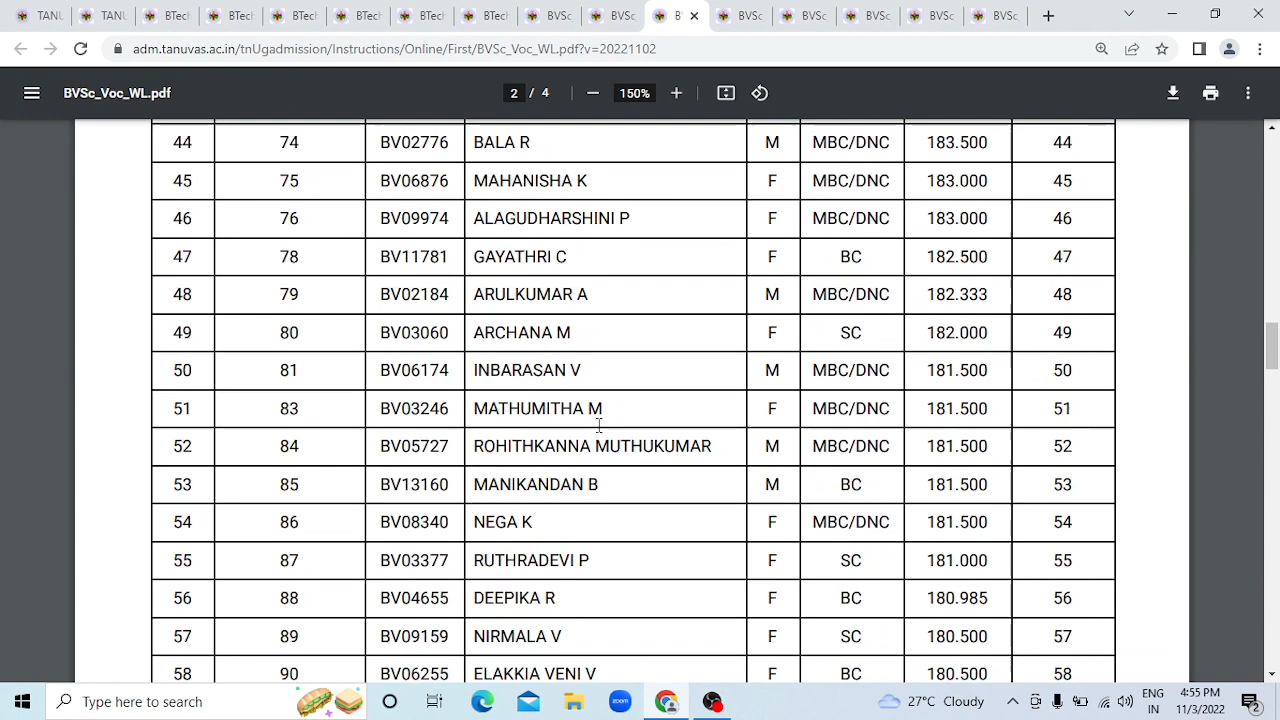 TANU TANU BTech BTech BTech BTech BTech BTech BVSc BVSc B BVSc BVSc BVSc BVSc BVSc
adm.tanuvas.ac.in/tnUgadmission/Instructions/Online/First/BVSc_Voc_WL.pdf?v=20221102
BVSc_Voc_WL.pdf 2 / 4 150%
44 74 BV02776 BALA R M MBC/DNC 183.500 44
45 75 BV06876 MAHANISHA K F MBC/DNC 183.000 45
46 76 BV09974 ALAGUDHARSHINI P F MBC/DNC 183.000 46
47 78 BV11781 GAYATHRI C F BC 182.500 47
48 79 BV02184 ARULKUMAR A M MBC/DNC 182.333 48
49 80 BV03060 ARCHANA M F SC 182.000 49
50 81 BV06174 INBARASAN V M MBC/DNC 181.500 50
51 83 BV03246 MATHUMITHA M F MBC/DNC 181.500 51
52 84 BV05727 ROHITHKANNA MUTHUKUMAR M MBC/DNC 181.500 52
53 85 BV13160 MANIKANDAN B M BC 181.500 53
54 86 BV08340 NEGA K F MBC/DNC 181.500 54
55 87 BV03377 RUTHRADEVI P F SC 181.000 55
56 88 BV04655 DEEPIKA R F BC 180.985 56
57 89 BV09159 NIRMALA V F SC 180.500 57
58 90 BV06255 ELAKKIA VENI V F BC 180.500 58
Type here to search zoom 27°C Cloudy ENG 4:55 PM
IN 11/3/2022 2